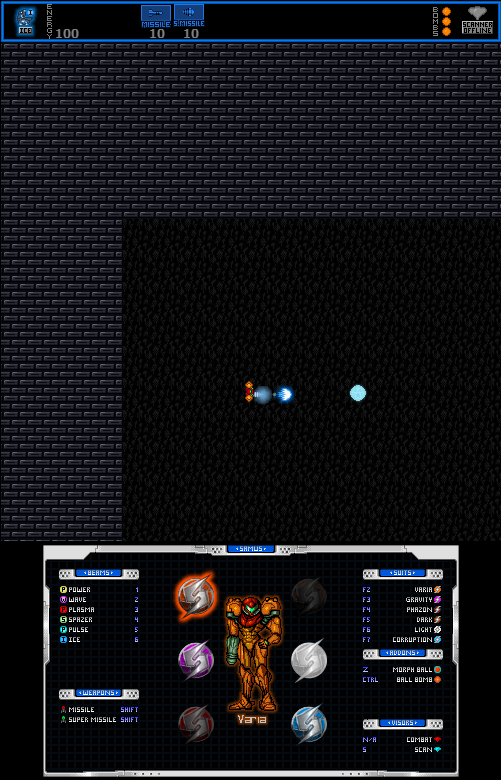 ICE
ENERGY
100
MISSILE
10
S.MISSILE
10
BOMBS
SCANNER
OFFLINE
SAMUS
BEAMS
POWER 1
WAVE 2
PLASMA 3
SPAZER 4
PULSE 5
ICE 6
WEAPONS
MISSILE SHIFT
SUPER MISSILE SHIFT
Varia
SUITS
F2 VARIA
F3 GRAVITY
F4 PHAZON
F5 DARK
F6 LIGHT
F7 CORRUPTION
ADDONS
Z MORPH BALL
CTRL BALL BOMB
VISORS
N/A COMBAT
S SCAN